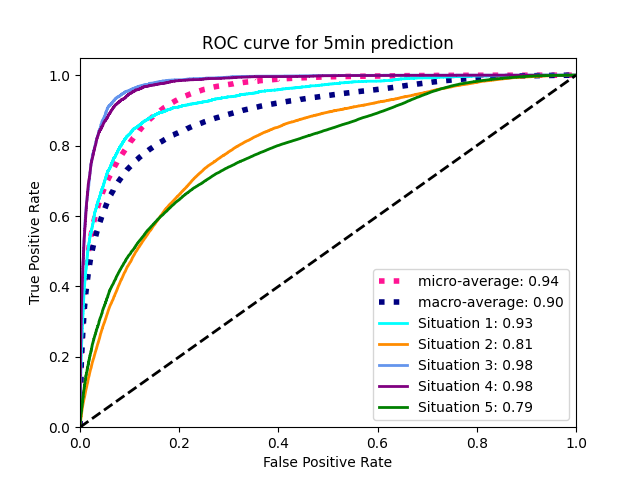 ROC curve for 5min prediction
True Positive Rate
1.0
0.8
0.6
0.4
0.2
0.0
micro-average: 0.94
macro-average: 0.90
Situation 1: 0.93
Situation 2: 0.81
Situation 3: 0.98
Situation 4: 0.98
Situation 5: 0.79
0.0 0.2 0.4 0.6 0.8 1.0
False Positive Rate